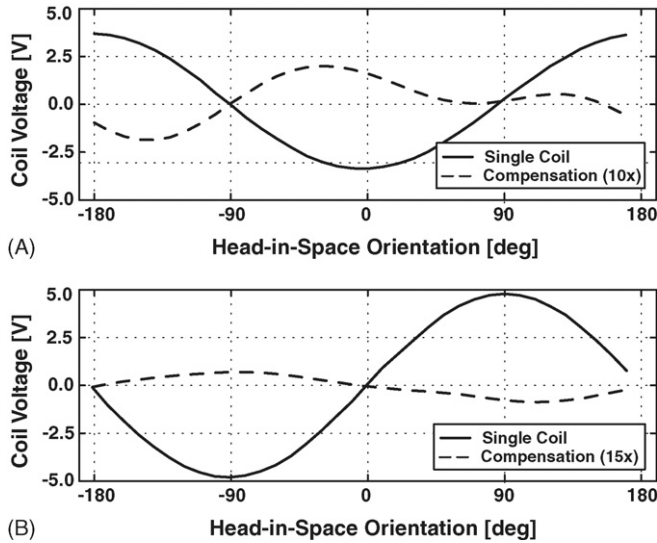 5.0
2.5
0.0
-2.5
-5.0
Coil Voltage [V]
Single Coil
Compensation (10x)
-180 -90 0 90 180
(A) Head-in-Space Orientation [deg]
5.0
2.5
0.0
-2.5
-5.0
Coil Voltage [V]
Single Coil
Compensation (15x)
-180 -90 0 90 180
(B) Head-in-Space Orientation [deg]